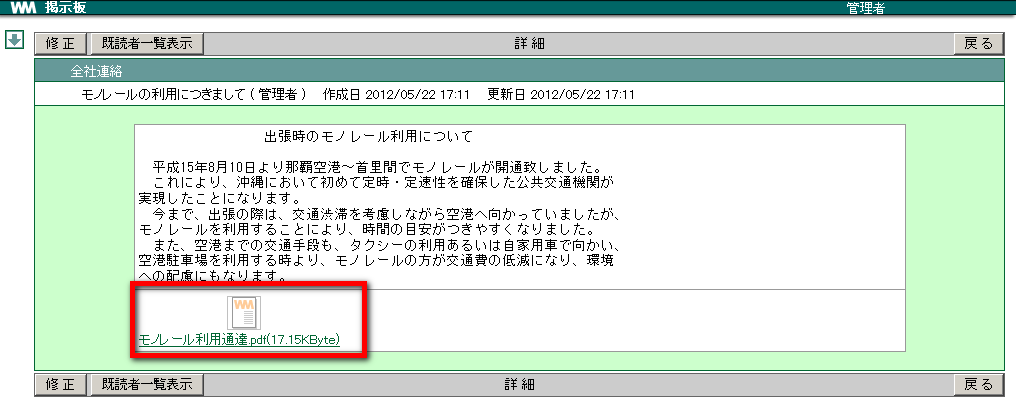 WM 掲示板 管理者
修正 既読者一覧表示 詳細 戻る
全社連絡
モノレールの利用につきまして ( 管理者 ) 作成日 2012/05/22 17:11 更新日 2012/05/22 17:11
出張時のモノレール利用について
平成15年8月10日より那覇空港～首里間でモノレールが開通致しました。
これにより、沖縄において初めて定時・定速性を確保した公共交通機関が
実現したことになります。
今まで、出張の際は、交通渋滞を考慮しながら空港へ向かっていましたが、
モノレールを利用することにより、時間の目安がつきやすくなりました。
また、空港までの交通手段も、タクシーの利用あるいは自家用車で向かい、
空港駐車場を利用する時より、モノレールの方が交通費の低減になり、環境
への配慮にもなります。
WM
モノレール利用通達.pdf(17.15KByte)
修正 既読者一覧表示 詳細 戻る